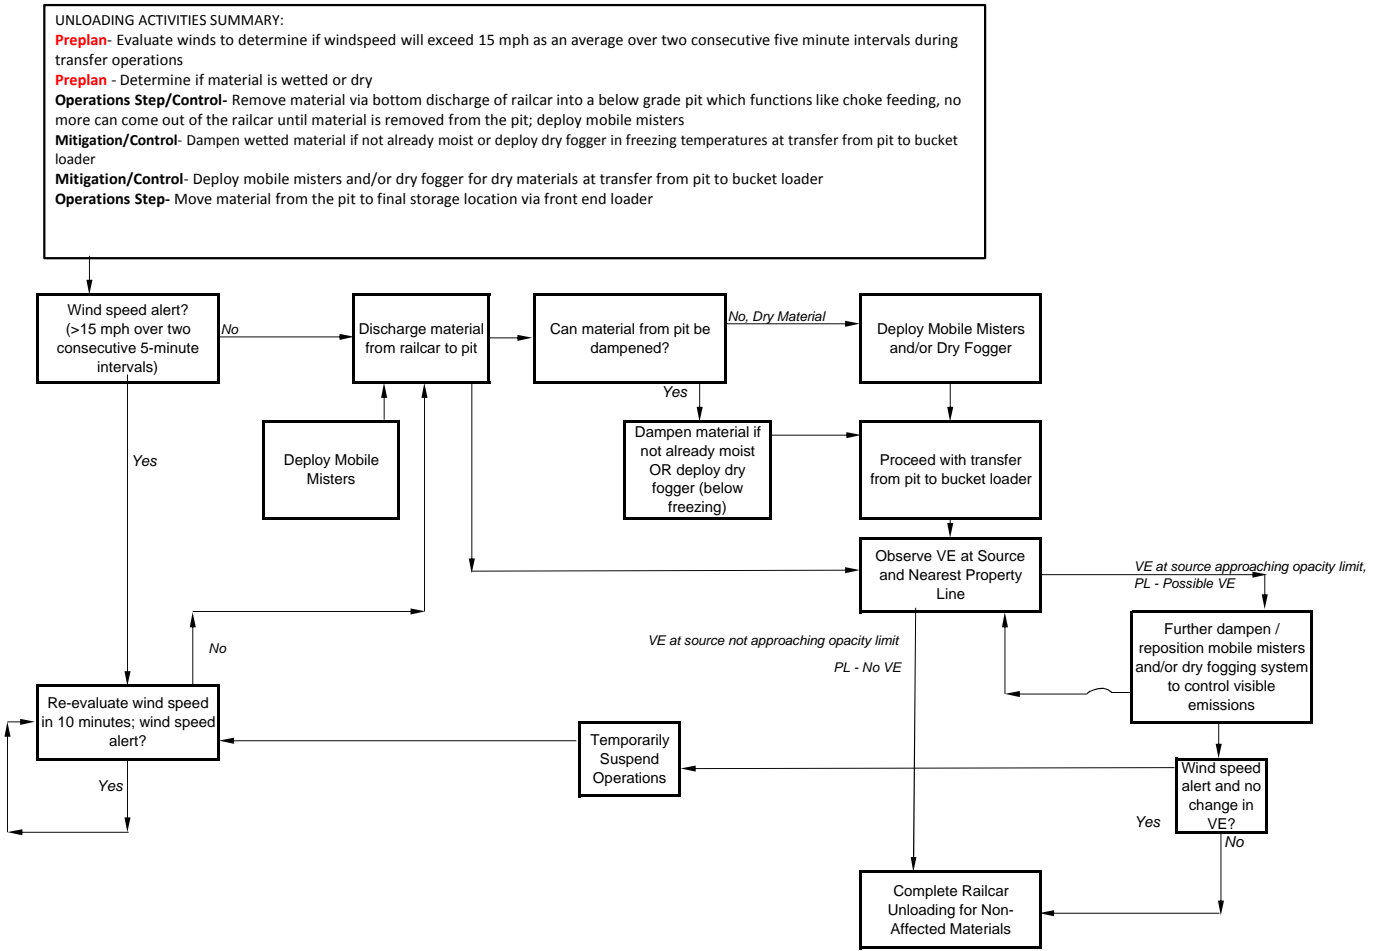 UNLOADING ACTIVITIES SUMMARY:
Preplan- Evaluate winds to determine if windspeed will exceed 15 mph as an average over two consecutive five minute intervals during
transfer operations
Preplan - Determine if material is wetted or dry
Operations Step/Control- Remove material via bottom discharge of railcar into a below grade pit which functions like choke feeding, no
more can come out of the railcar until material is removed from the pit; deploy mobile misters
Mitigation/Control- Dampen wetted material if not already moist or deploy dry fogger in freezing temperatures at transfer from pit to bucket
loader
Mitigation/Control- Deploy mobile misters and/or dry fogger for dry materials at transfer from pit to bucket loader
Operations Step- Move material from the pit to final storage location via front end loader
Wind speed alert?
(>15 mph over two
consecutive 5-minute
intervals)
No
Discharge material
from railcar to pit
Can material from pit be
dampened?
No, Dry Material
Deploy Mobile Misters
and/or Dry Fogger
Yes
Deploy Mobile
Misters
Yes
Dampen material if
not already moist
OR deploy dry
fogger (below
freezing)
Proceed with transfer
from pit to bucket loader
Observe VE at Source
and Nearest Property
Line
VE at source approaching opacity limit,
PL - Possible VE
VE at source not approaching opacity limit
PL - No VE
Further dampen /
reposition mobile misters
and/or dry fogging system
to control visible
emissions
No
Re-evaluate wind speed
in 10 minutes; wind speed
alert?
Yes
Temporarily
Suspend
Operations
Wind speed
alert and no
change in
VE?
Yes
No
Complete Railcar
Unloading for Non-
Affected Materials